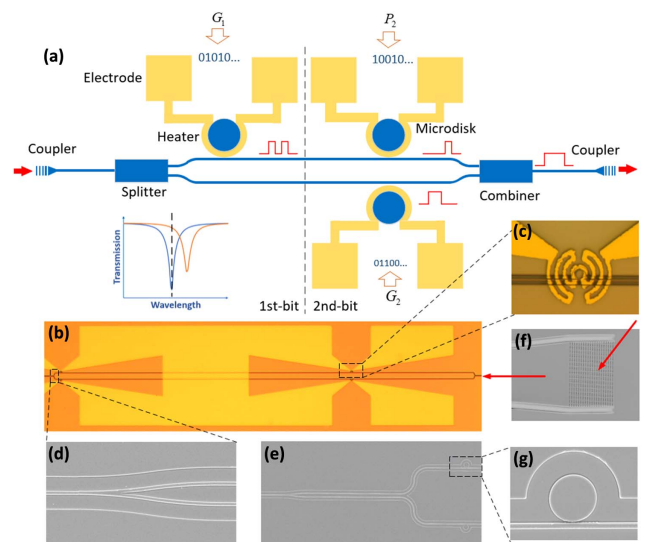 G₁
P₂
(a)
01010...
10010...
Electrode
Heater
Microdisk
Coupler
Coupler
Splitter
Combiner
Transmission
Wavelength
01100...
G₂
1st-bit
2nd-bit
(c)
(b)
(f)
(d)
(e)
(g)